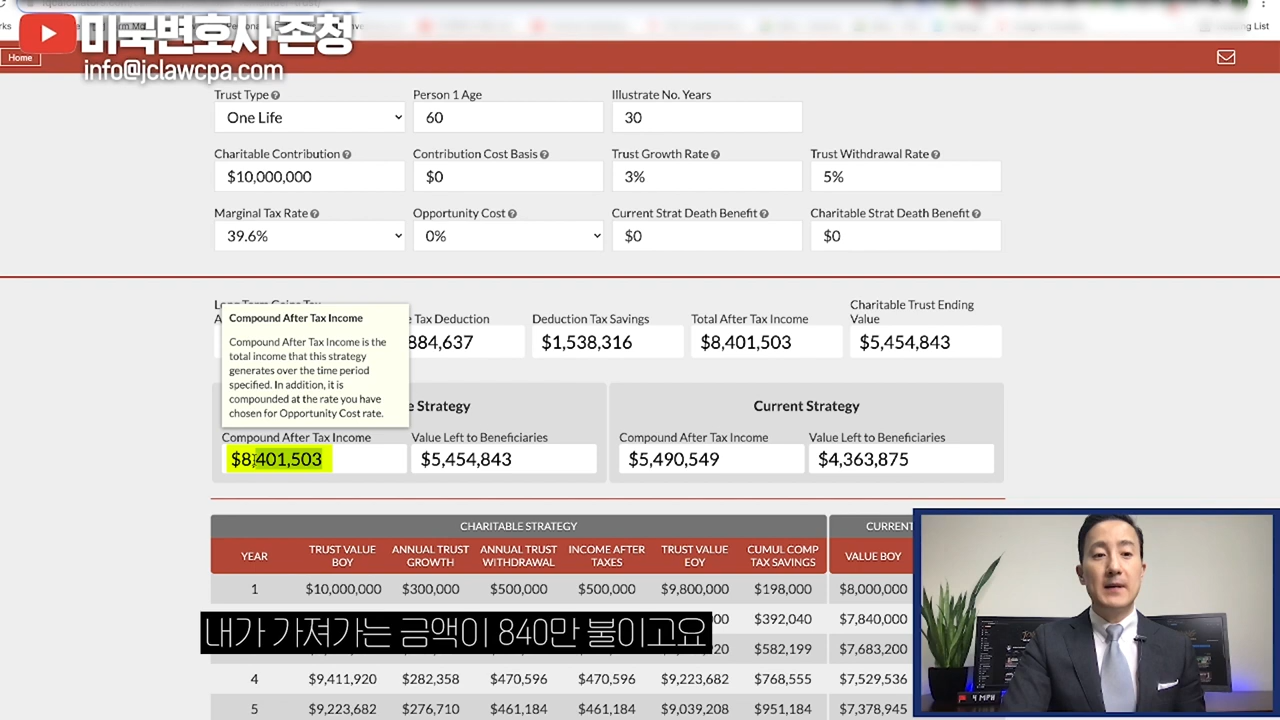 미국변호사 존청
info@jclawcpa.com
Home
Trust Type
Person 1 Age
Illustrate No. Years
One Life
60
30
Charitable Contribution
Contribution Cost Basis
Trust Growth Rate
Trust Withdrawal Rate
$10,000,000
$0
3%
5%
Marginal Tax Rate
Opportunity Cost
Current Strat Death Benefit
Charitable Strat Death Benefit
39.6%
0%
$0
$0
Tax Deduction
Deduction Tax Savings
Total After Tax Income
Charitable Trust Ending
Value
884,637
$1,538,316
$8,401,503
$5,454,843
Compound After Tax Income
Compound After Tax Income is the
total income that this strategy
generates over the time period
specified. In addition, it is
compounded at the rate you have
chosen for Opportunity Cost rate.
Strategy
Current Strategy
Compound After Tax Income
Value Left to Beneficiaries
Compound After Tax Income
Value Left to Beneficiaries
$8,401,503
$5,454,843
$5,490,549
$4,363,875
CHARITABLE STRATEGY
CURRENT
YEAR
TRUST VALUE BOY
ANNUAL TRUST GROWTH
ANNUAL TRUST WITHDRAWAL
INCOME AFTER TAXES
TRUST VALUE EOY
CUMUL COMP TAX SAVINGS
VALUE BOY
1 $10,000,000 $300,000 $500,000 $500,000 $9,800,000 $198,000 $8,000,000
$392,040 $7,840,000
내가 가져가는 금액이 840만 불이고요
$582,199 $7,683,200
4 $9,411,920 $282,358 $470,596 $470,596 $9,223,682 $768,555 $7,529,536
5 $9,223,682 $276,710 $461,184 $461,184 $9,039,208 $951,184 $7,378,945